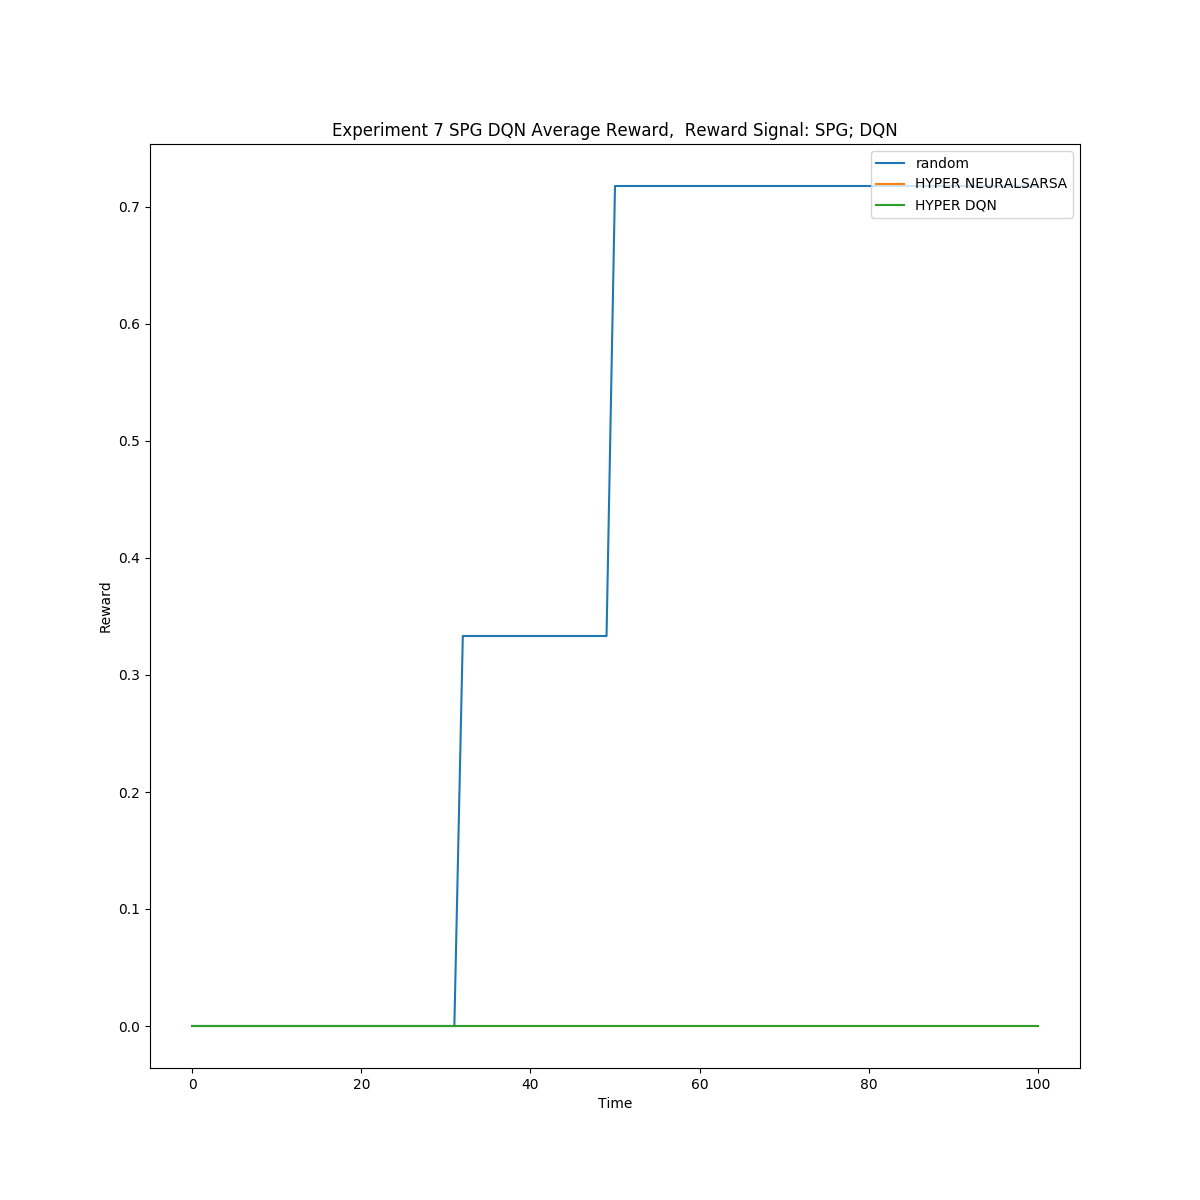 Experiment 7 SPG DQN Average Reward,  Reward Signal: SPG; DQN
random
HYPER NEURALSARSA
HYPER DQN
0.7
0.6
0.5
0.4
0.3
0.2
0.1
0.0
Reward
0 20 40 60 80 100
Time